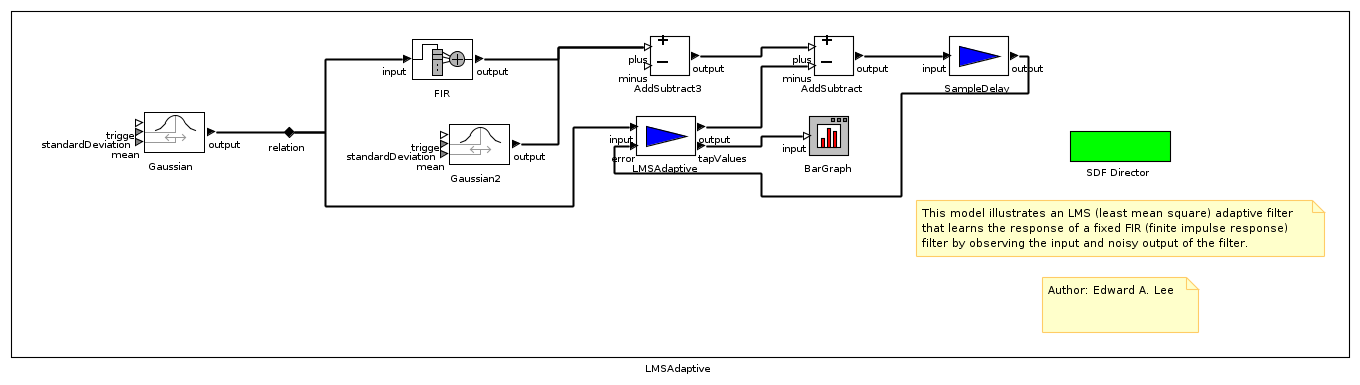 input
output
FIR
plus
minus
output
AddSubtract3
plus
minus
output
AddSubtract
input
output
SampleDelay
trigge
standardDeviation
mean
output
Gaussian
relation
trigge
standardDeviation
mean
output
Gaussian2
input
error
output
tapValues
LMSAdaptive
input
BarGraph
SDF Director
This model illustrates an LMS (least mean square) adaptive filter
that learns the response of a fixed FIR (finite impulse response)
filter by observing the input and noisy output of the filter.
Author: Edward A. Lee
LMSAdaptive